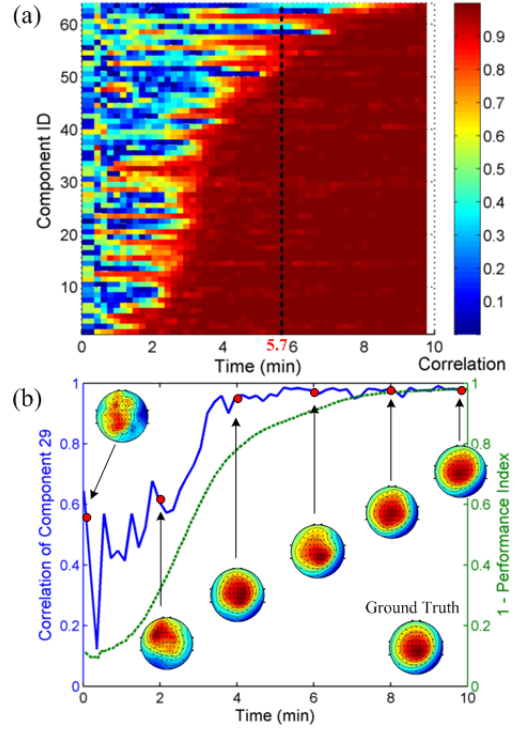 (a)
60
50
40
30
20
10
Component ID
0 2 4 5.7 6 8 10
Time (min)
0.9
0.8
0.7
0.6
0.5
0.4
0.3
0.2
0.1
Correlation
(b)
1
0.8
0.6
0.4
0.2
0
Correlation of Component 29
Ground Truth
1
0.8
0.6
0.4
0.2
0
1 - Performance Index
0 2 4 6 8 10
Time (min)